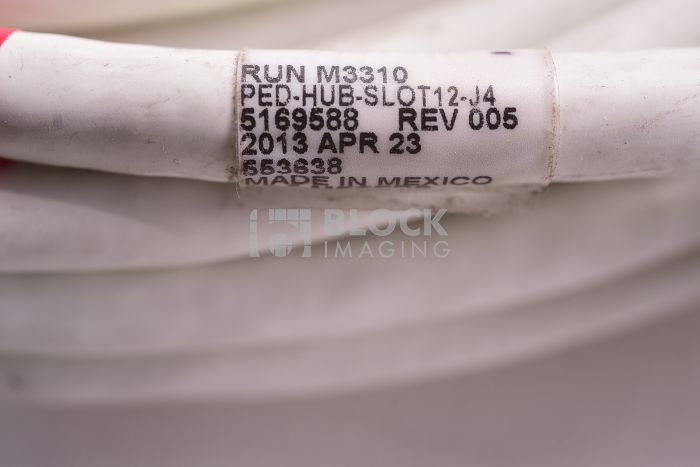 RUN M3310
PED-HUB-SLOT12-J4
5169588 REV 005
2013 APR 23
553638
MADE IN MEXICO
BLOCK
IMAGING